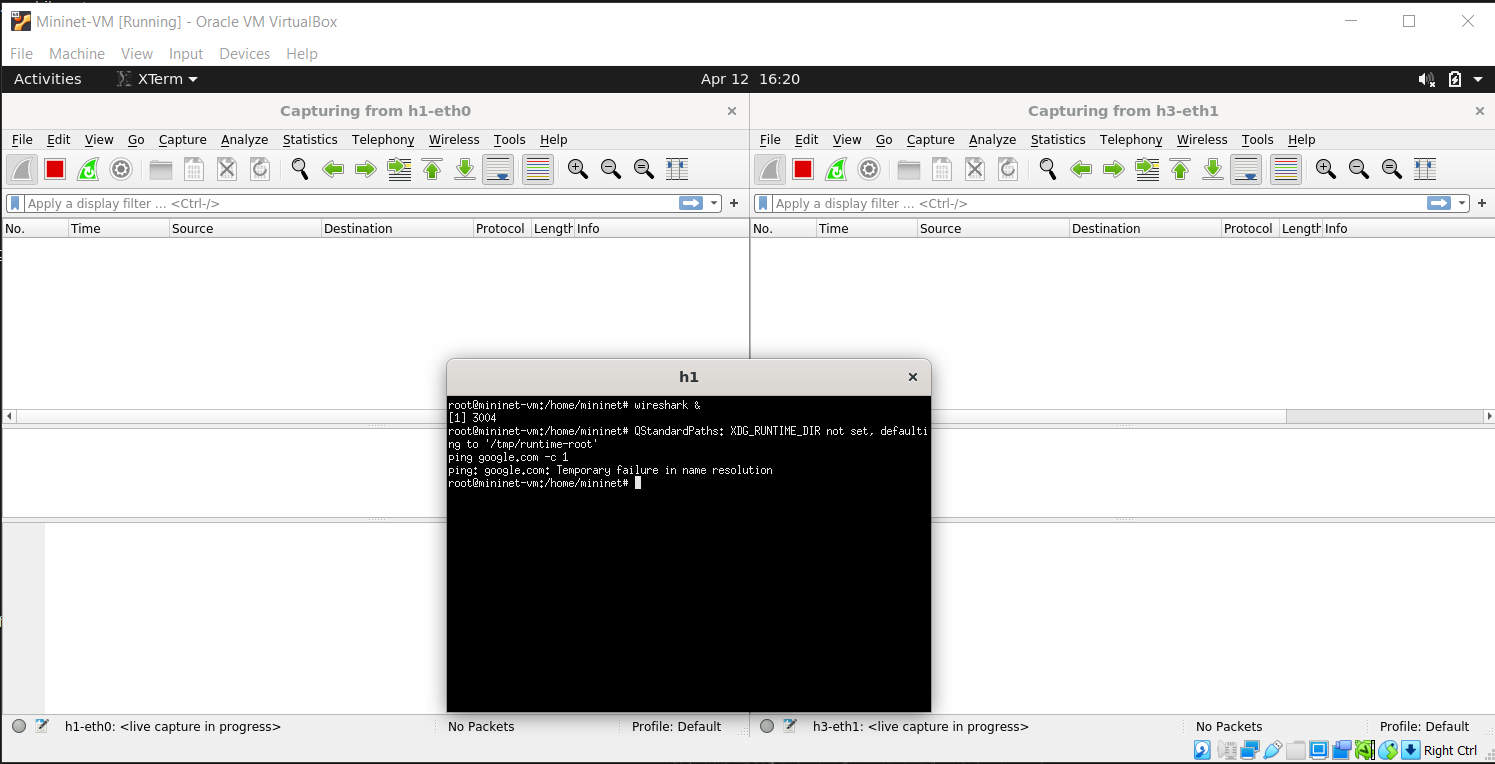 Mininet-VM [Running] - Oracle VM VirtualBox
File Machine View Input Devices Help
Activities XTerm Apr 12 16:20
Capturing from h1-eth0
File Edit View Go Capture Analyze Statistics Telephony Wireless Tools Help
Apply a display filter ... <Ctrl-/> +
No. Time Source Destination Protocol Length Info
Capturing from h3-eth1
File Edit View Go Capture Analyze Statistics Telephony Wireless Tools Help
Apply a display filter ... <Ctrl-/> +
No. Time Source Destination Protocol Length Info
h1
root@mininet-vm:/home/mininet# wireshark &
[1] 3004
root@mininet-vm:/home/mininet# QStandardPaths: XDG_RUNTIME_DIR not set, defaulti
ng to '/tmp/runtime-root'
ping google.com -c 1
ping: google.com: Temporary failure in name resolution
root@mininet-vm:/home/mininet#
h1-eth0: <live capture in progress> No Packets Profile: Default
h3-eth1: <live capture in progress> No Packets Profile: Default
Right Ctrl